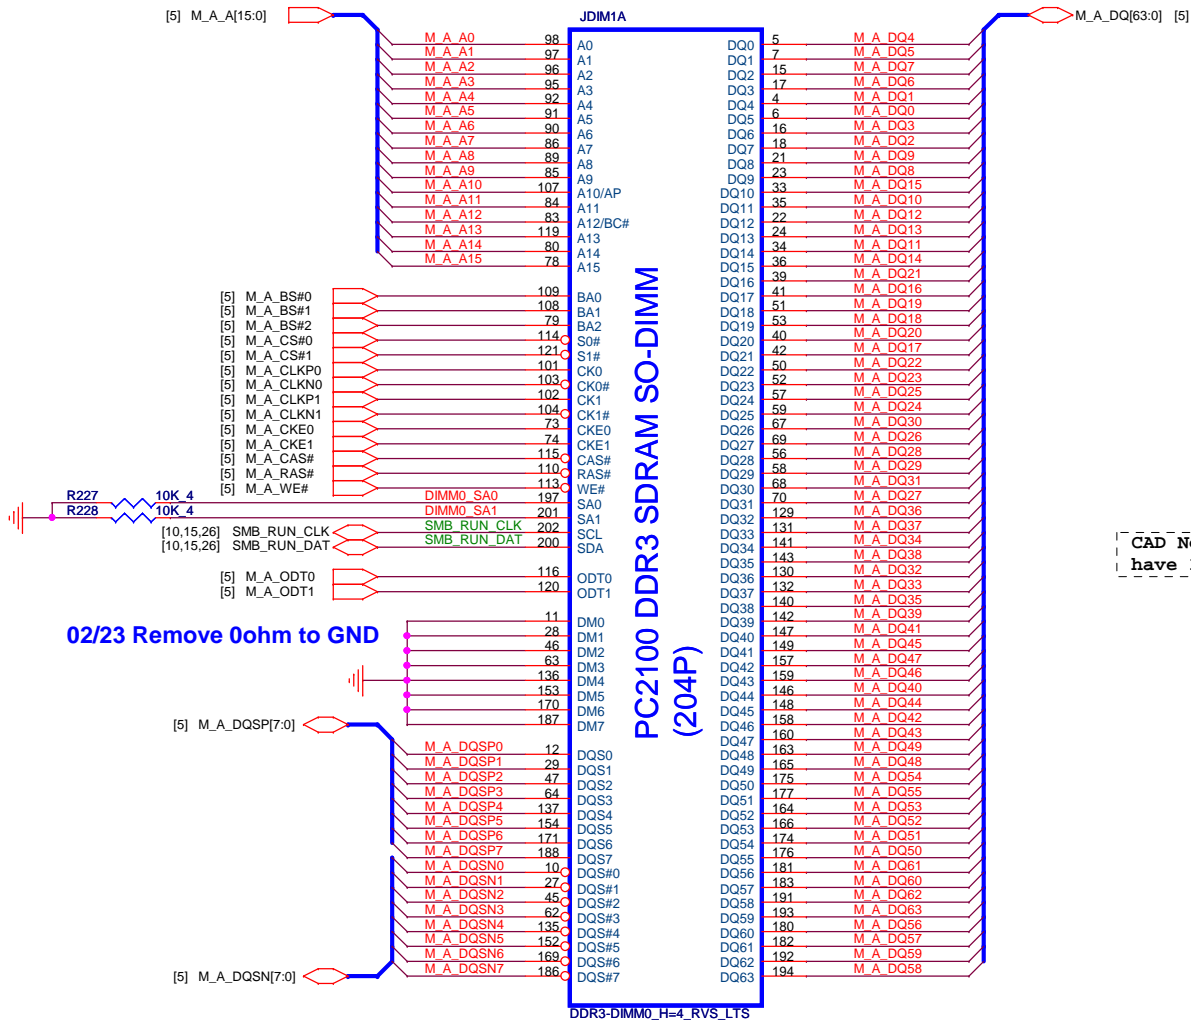 [5] M_A_A[15:0]
JDIM1A
M_A_DQ[63:0] [5]
M_A_A0 98 A0
M_A_A1 97 A1
M_A_A2 96 A2
M_A_A3 95 A3
M_A_A4 92 A4
M_A_A5 91 A5
M_A_A6 90 A6
M_A_A7 86 A7
M_A_A8 89 A8
M_A_A9 85 A9
M_A_A10 107 A10/AP
M_A_A11 84 A11
M_A_A12 83 A12/BC#
M_A_A13 119 A13
M_A_A14 80 A14
M_A_A15 78 A15
[5] M_A_BS#0 109 BA0
[5] M_A_BS#1 108 BA1
[5] M_A_BS#2 79 BA2
[5] M_A_CS#0 114 S0#
[5] M_A_CS#1 121 S1#
[5] M_A_CLKP0 101 CK0
[5] M_A_CLKN0 103 CK0#
[5] M_A_CLKP1 102 CK1
[5] M_A_CLKN1 104 CK1#
[5] M_A_CKE0 73 CKE0
[5] M_A_CKE1 74 CKE1
[5] M_A_CAS# 115 CAS#
[5] M_A_RAS# 110 RAS#
[5] M_A_WE# 113 WE#
R227 10K_4 DIMM0_SA0 197 SA0
R228 10K_4 DIMM0_SA1 201 SA1
[10,15,26] SMB_RUN_CLK SMB_RUN_CLK 202 SCL
[10,15,26] SMB_RUN_DAT SMB_RUN_DAT 200 SDA
[5] M_A_ODT0 116 ODT0
[5] M_A_ODT1 120 ODT1
02/23 Remove 0ohm to GND
11 DM0
28 DM1
46 DM2
63 DM3
136 DM4
153 DM5
170 DM6
187 DM7
[5] M_A_DQSP[7:0]
M_A_DQSP0 12 DQS0
M_A_DQSP1 29 DQS1
M_A_DQSP2 47 DQS2
M_A_DQSP3 64 DQS3
M_A_DQSP4 137 DQS4
M_A_DQSP5 154 DQS5
M_A_DQSP6 171 DQS6
M_A_DQSP7 188 DQS7
M_A_DQSN0 10 DQS#0
M_A_DQSN1 27 DQS#1
M_A_DQSN2 45 DQS#2
M_A_DQSN3 62 DQS#3
M_A_DQSN4 135 DQS#4
M_A_DQSN5 152 DQS#5
M_A_DQSN6 169 DQS#6
M_A_DQSN7 186 DQS#7
[5] M_A_DQSN[7:0]
PC2100 DDR3 SDRAM SO-DIMM
(204P)
DQ0 5 M_A_DQ4
DQ1 7 M_A_DQ5
DQ2 15 M_A_DQ7
DQ3 17 M_A_DQ6
DQ4 4 M_A_DQ1
DQ5 6 M_A_DQ0
DQ6 16 M_A_DQ3
DQ7 18 M_A_DQ2
DQ8 21 M_A_DQ9
DQ9 23 M_A_DQ8
DQ10 33 M_A_DQ15
DQ11 35 M_A_DQ10
DQ12 22 M_A_DQ12
DQ13 24 M_A_DQ13
DQ14 34 M_A_DQ11
DQ15 36 M_A_DQ14
DQ16 39 M_A_DQ21
DQ17 41 M_A_DQ16
DQ18 51 M_A_DQ19
DQ19 53 M_A_DQ18
DQ20 40 M_A_DQ20
DQ21 42 M_A_DQ17
DQ22 50 M_A_DQ22
DQ23 52 M_A_DQ23
DQ24 57 M_A_DQ25
DQ25 59 M_A_DQ24
DQ26 67 M_A_DQ30
DQ27 69 M_A_DQ26
DQ28 56 M_A_DQ28
DQ29 58 M_A_DQ29
DQ30 68 M_A_DQ31
DQ31 70 M_A_DQ27
DQ32 129 M_A_DQ36
DQ33 131 M_A_DQ37
DQ34 141 M_A_DQ34
DQ35 143 M_A_DQ38
DQ36 130 M_A_DQ32
DQ37 132 M_A_DQ33
DQ38 140 M_A_DQ35
DQ39 142 M_A_DQ39
DQ40 147 M_A_DQ41
DQ41 149 M_A_DQ45
DQ42 157 M_A_DQ47
DQ43 159 M_A_DQ46
DQ44 146 M_A_DQ40
DQ45 148 M_A_DQ44
DQ46 158 M_A_DQ42
DQ47 160 M_A_DQ43
DQ48 163 M_A_DQ49
DQ49 165 M_A_DQ48
DQ50 175 M_A_DQ54
DQ51 177 M_A_DQ55
DQ52 164 M_A_DQ53
DQ53 166 M_A_DQ52
DQ54 174 M_A_DQ51
DQ55 176 M_A_DQ50
DQ56 181 M_A_DQ61
DQ57 183 M_A_DQ60
DQ58 191 M_A_DQ62
DQ59 193 M_A_DQ63
DQ60 180 M_A_DQ56
DQ61 182 M_A_DQ57
DQ62 192 M_A_DQ59
DQ63 194 M_A_DQ58
DDR3-DIMM0_H=4_RVS_LTS
CAD
have